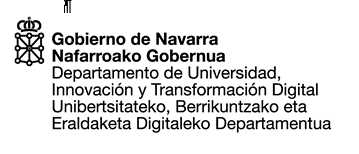 Gobierno de Navarra
Nafarroako Gobernua
Departamento de Universidad,
Innovación y Transformación Digital
Unibertsitateko, Berrikuntzako eta
Eraldaketa Digitaleko Departamentua